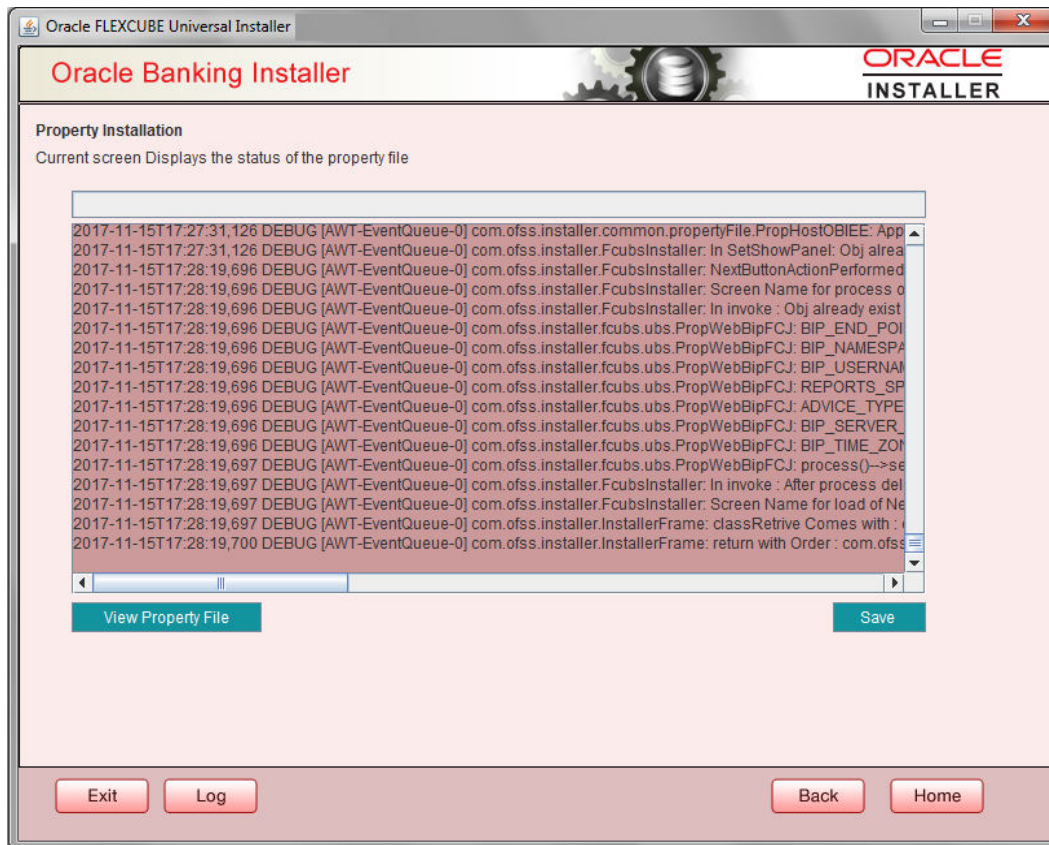 Oracle FLEXCUBE Universal Installer
Oracle Banking Installer
ORACLE
INSTALLER
Property Installation
Current screen Displays the status of the property file
2017-11-15T17:27:31,126 DEBUG [AWT-EventQueue-0] com.ofss.installer.common.propertyFile.PropHostOBIEE: App
2017-11-15T17:27:31,126 DEBUG [AWT-EventQueue-0] com.ofss.installer.FcubsInstaller: In SetShowPanel: Obj alrea
2017-11-15T17:28:19,696 DEBUG [AWT-EventQueue-0] com.ofss.installer.FcubsInstaller: NextButtonActionPerformed
2017-11-15T17:28:19,696 DEBUG [AWT-EventQueue-0] com.ofss.installer.FcubsInstaller: Screen Name for process o
2017-11-15T17:28:19,696 DEBUG [AWT-EventQueue-0] com.ofss.installer.FcubsInstaller: In invoke : Obj already exist
2017-11-15T17:28:19,696 DEBUG [AWT-EventQueue-0] com.ofss.installer.fcubs.ubs.PropWebBipFCJ: BIP_END_POI
2017-11-15T17:28:19,696 DEBUG [AWT-EventQueue-0] com.ofss.installer.fcubs.ubs.PropWebBipFCJ: BIP_NAMESPA
2017-11-15T17:28:19,696 DEBUG [AWT-EventQueue-0] com.ofss.installer.fcubs.ubs.PropWebBipFCJ: BIP_USERNAM
2017-11-15T17:28:19,696 DEBUG [AWT-EventQueue-0] com.ofss.installer.fcubs.ubs.PropWebBipFCJ: REPORTS_SP
2017-11-15T17:28:19,696 DEBUG [AWT-EventQueue-0] com.ofss.installer.fcubs.ubs.PropWebBipFCJ: ADVICE_TYPE
2017-11-15T17:28:19,696 DEBUG [AWT-EventQueue-0] com.ofss.installer.fcubs.ubs.PropWebBipFCJ: BIP_SERVER_
2017-11-15T17:28:19,696 DEBUG [AWT-EventQueue-0] com.ofss.installer.fcubs.ubs.PropWebBipFCJ: BIP_TIME_ZON
2017-11-15T17:28:19,697 DEBUG [AWT-EventQueue-0] com.ofss.installer.fcubs.ubs.PropWebBipFCJ: process()-->se
2017-11-15T17:28:19,697 DEBUG [AWT-EventQueue-0] com.ofss.installer.FcubsInstaller: In invoke : After process del
2017-11-15T17:28:19,697 DEBUG [AWT-EventQueue-0] com.ofss.installer.FcubsInstaller: Screen Name for load of Ne
2017-11-15T17:28:19,697 DEBUG [AWT-EventQueue-0] com.ofss.installer.InstallerFrame: classRetrive Comes with :
2017-11-15T17:28:19,700 DEBUG [AWT-EventQueue-0] com.ofss.installer.InstallerFrame: return with Order : com.ofss
View Property File
Save
Exit
Log
Back
Home